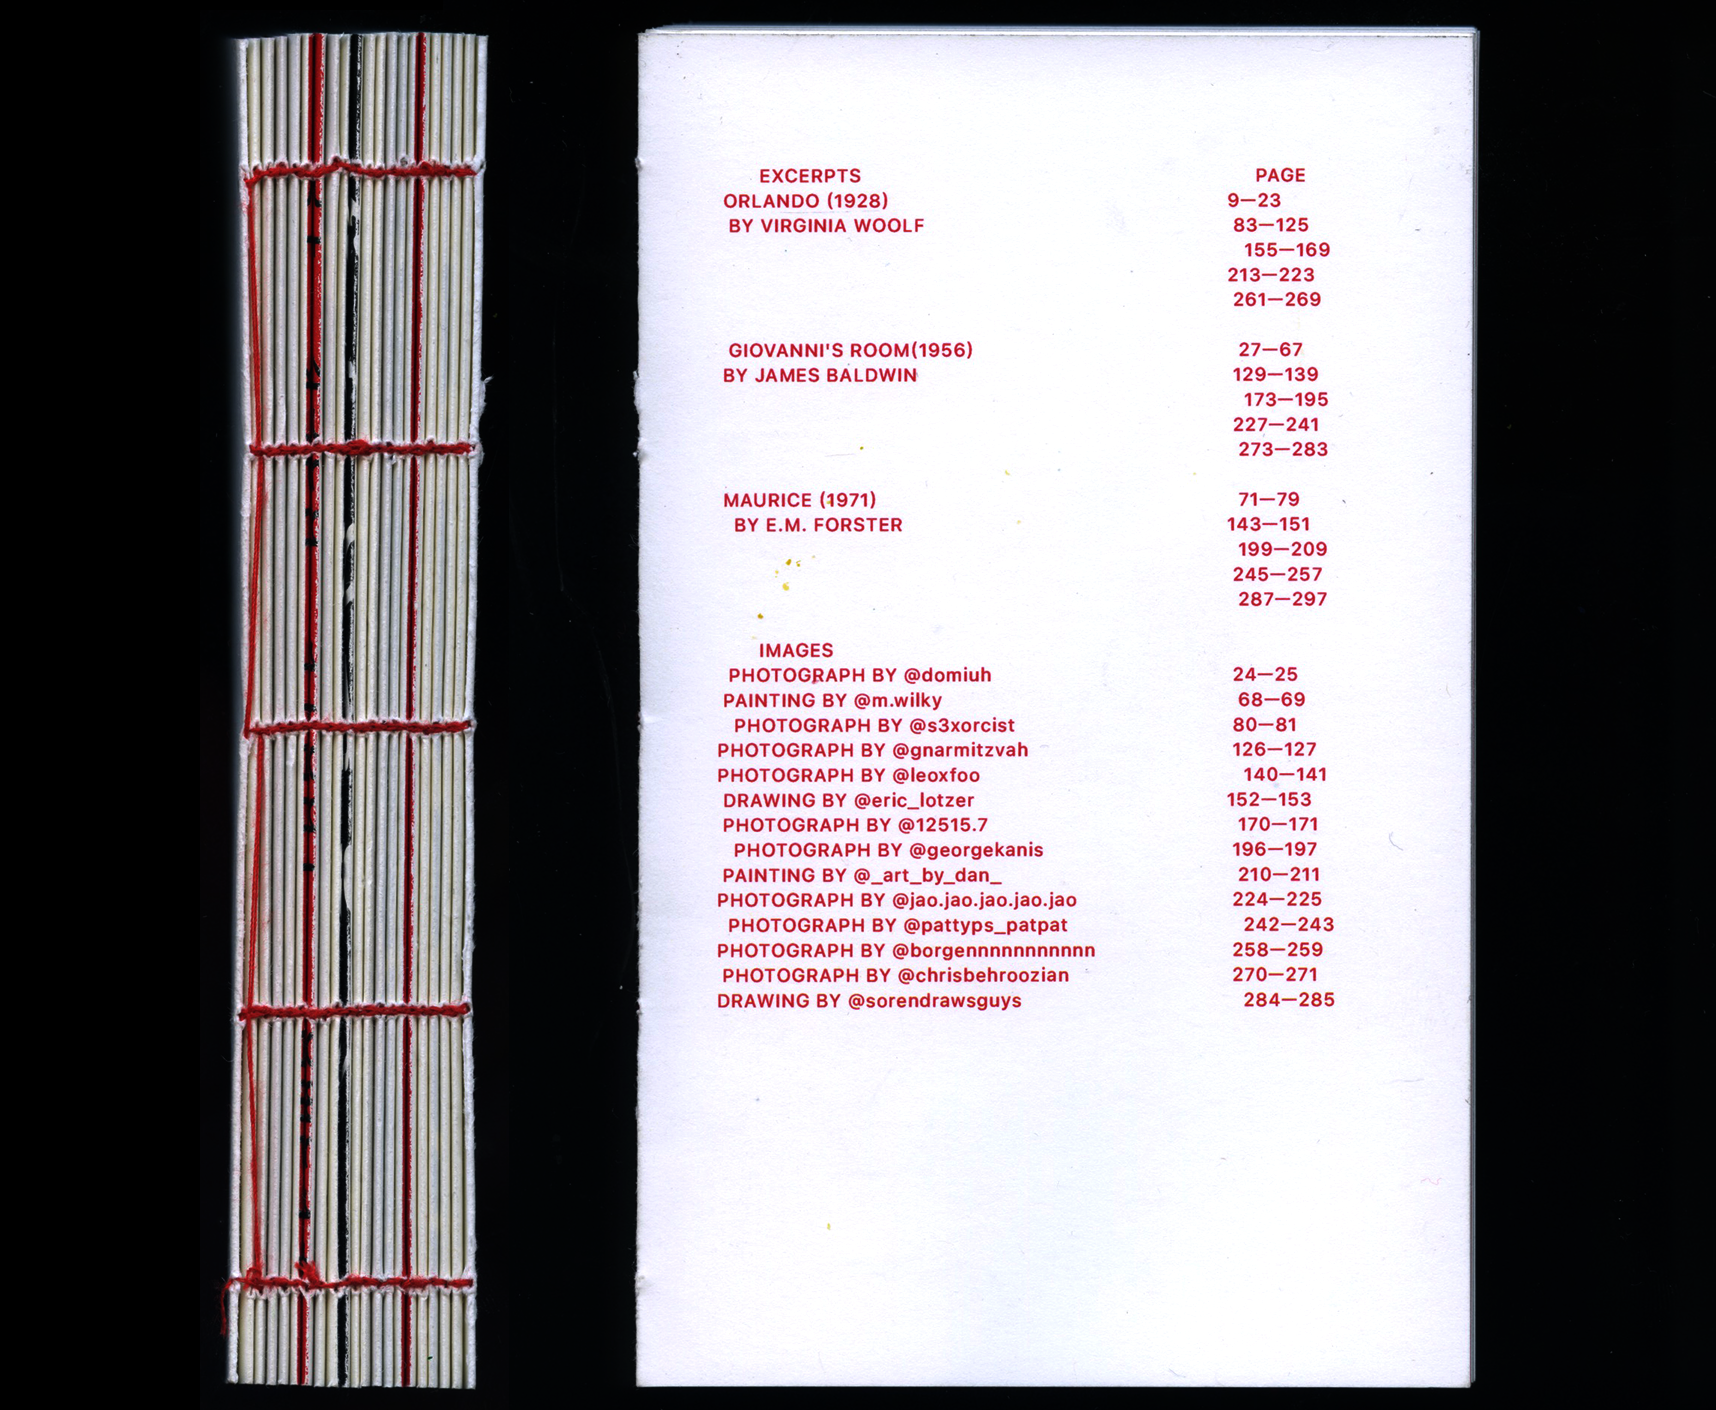 EXCERPTS PAGE
ORLANDO (1928) 9—23
BY VIRGINIA WOOLF 83—125
155—169
213—223
261—269
GIOVANNI'S ROOM(1956) 27—67
BY JAMES BALDWIN 129—139
173—195
227—241
273—283
MAURICE (1971) 71—79
BY E.M. FORSTER 143—151
199—209
245—257
287—297
IMAGES
PHOTOGRAPH BY @domiuh 24—25
PAINTING BY @m.wilky 68—69
PHOTOGRAPH BY @s3xorcist 80—81
PHOTOGRAPH BY @gnarmitzvah 126—127
PHOTOGRAPH BY @leoxfoo 140—141
DRAWING BY @eric_lotzer 152—153
PHOTOGRAPH BY @12515.7 170—171
PHOTOGRAPH BY @georgekanis 196—197
PAINTING BY @_art_by_dan_ 210—211
PHOTOGRAPH BY @jao.jao.jao.jao.jao 224—225
PHOTOGRAPH BY @pattyps_patpat 242—243
PHOTOGRAPH BY @borgennnnnnnnnnn 258—259
PHOTOGRAPH BY @chrisbehroozian 270—271
DRAWING BY @sorendrawsguys 284—285